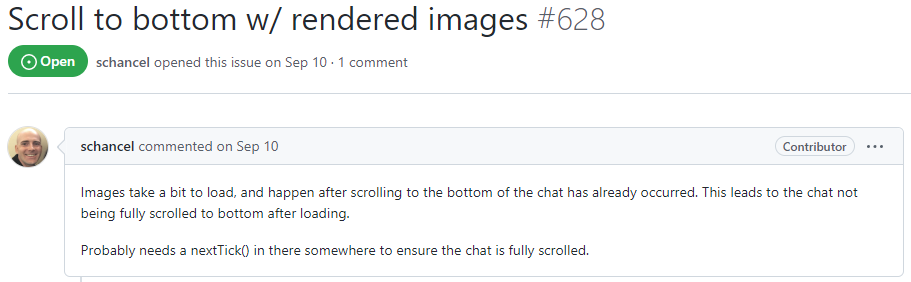 Scroll to bottom w/ rendered images #628
Open schancel opened this issue on Sep 10 · 1 comment
schancel commented on Sep 10 Contributor ...
Images take a bit to load, and happen after scrolling to the bottom of the chat has already occurred. This leads to the chat not
being fully scrolled to bottom after loading.
Probably needs a nextTick() in there somewhere to ensure the chat is fully scrolled.